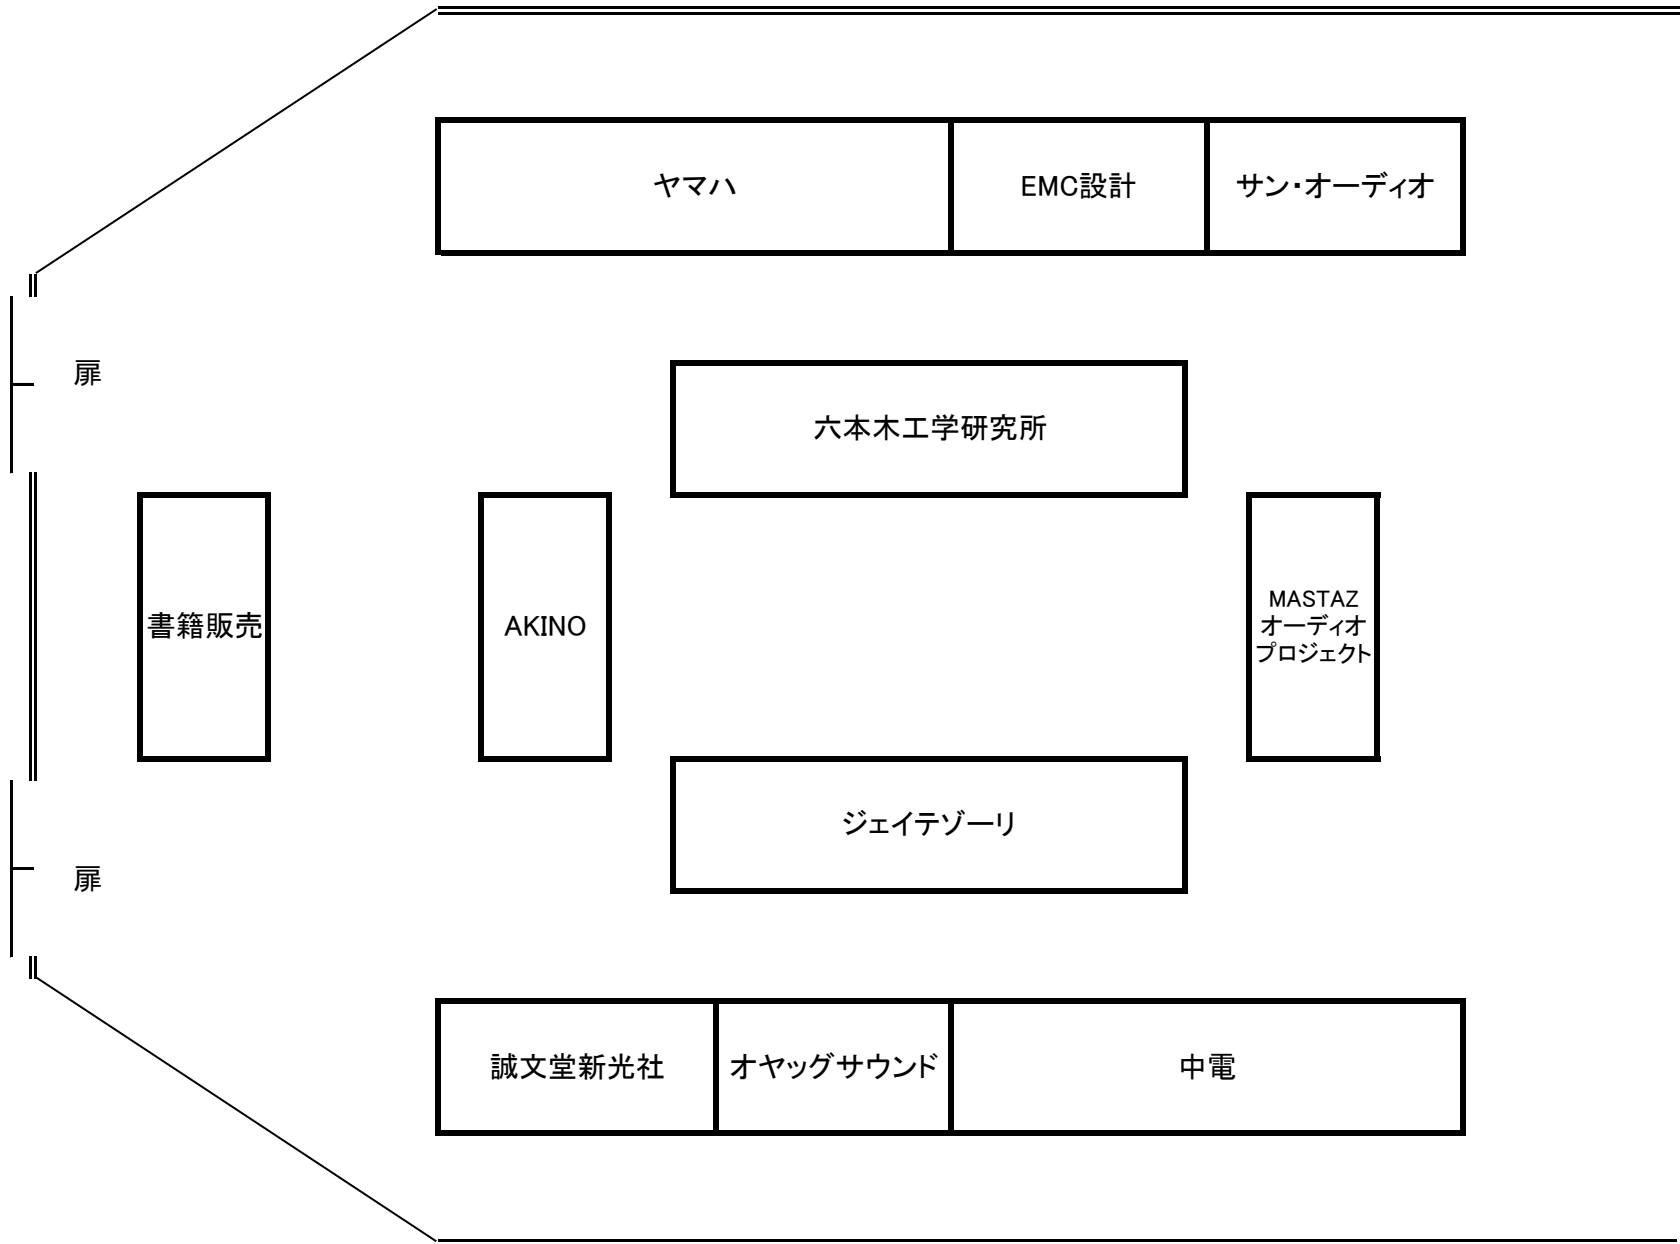 ヤマハ
EMC設計
サン・オーディオ
扉
六本木工学研究所
書籍販売
AKINO
MASTAZ
オーディオ
プロジェクト
ジェイテゾーリ
扉
誠文堂新光社
オヤッグサウンド
中電